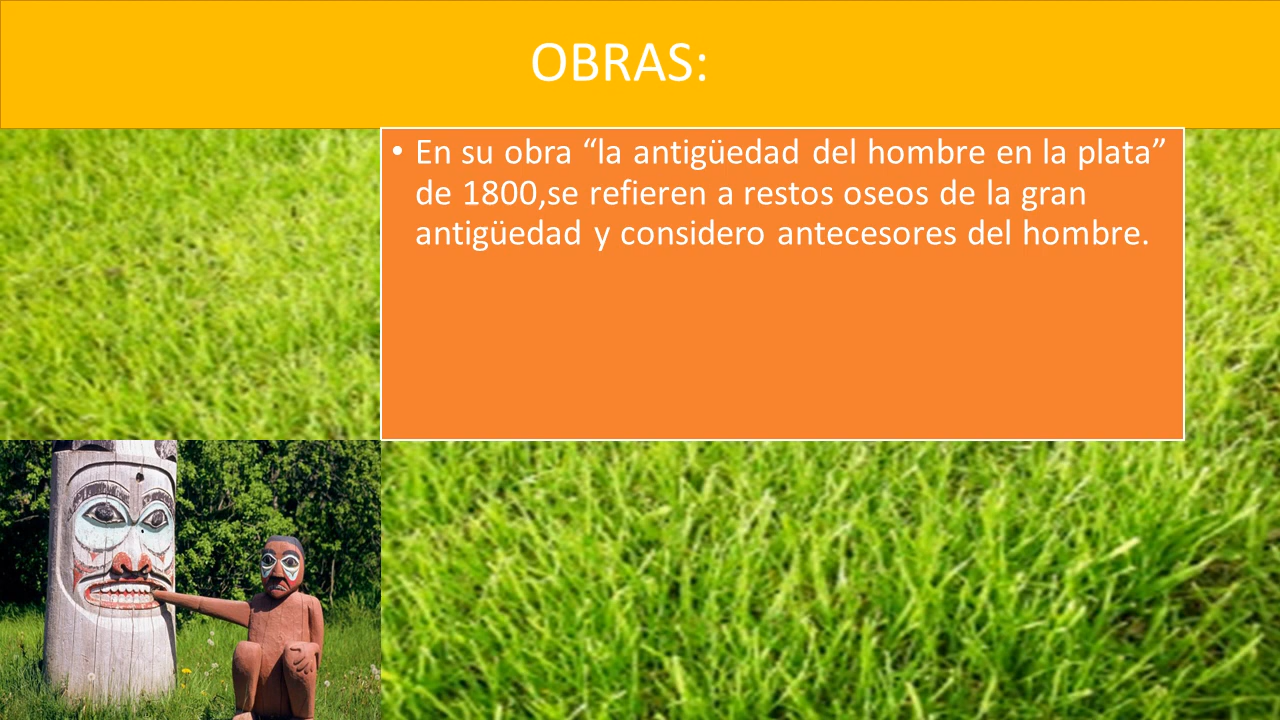 OBRAS:
• En su obra “la antigüedad del hombre en la plata”
de 1800,se refieren a restos oseos de la gran
antigüedad y considero antecesores del hombre.